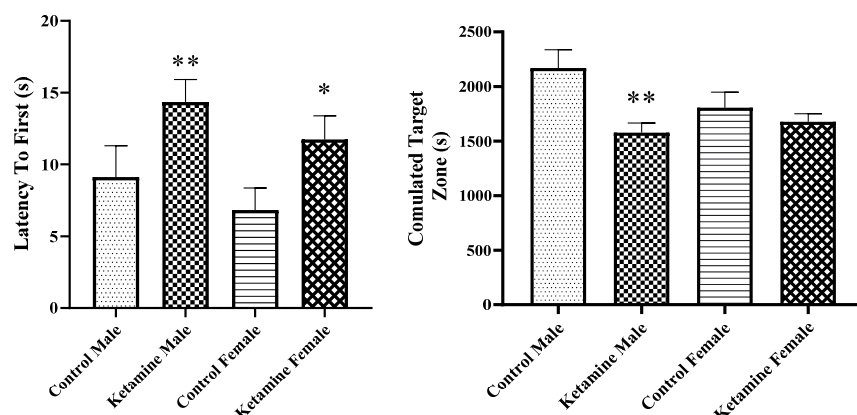 Latency To First (s)
20
15
10
5
0
**
*
Control Male
Ketamine Male
Control Female
Ketamine Female
Comulated Target
Zone (s)
2500
2000
1500
1000
500
0
**
Control Male
Ketamine Male
Control Female
Ketamine Female